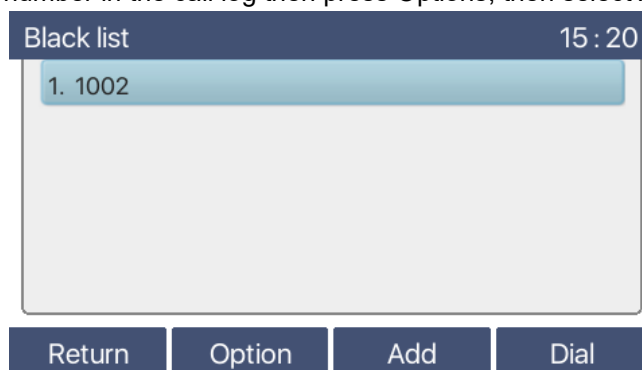 number in the call log then press Options, then select
Black list 15 : 20
1. 1002
Return Option Add Dial